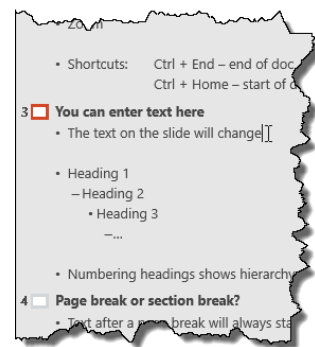 • Zoom
• Shortcuts: Ctrl + End – end of doc
Ctrl + Home – start of
3 You can enter text here
• The text on the slide will change
• Heading 1
– Heading 2
• Heading 3
–...
• Numbering headings shows hierarchy
4 Page break or section break?
• Text after a page break will always sta